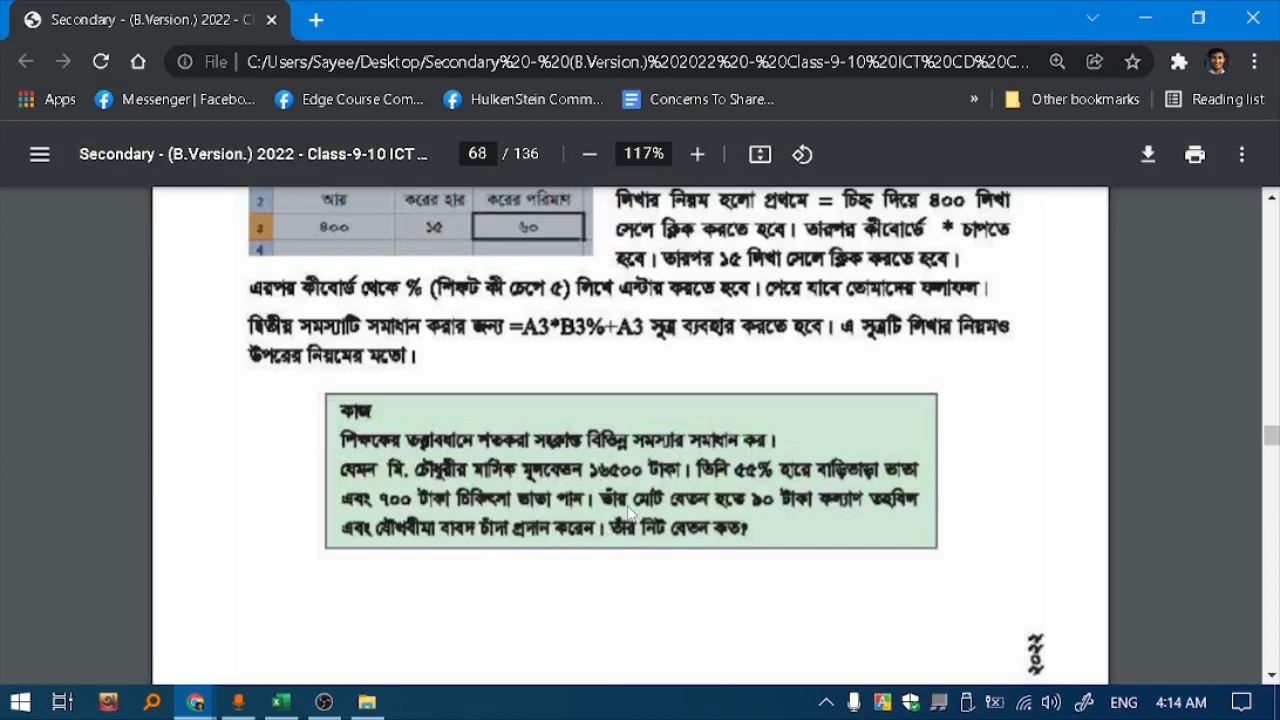 Secondary - (B.Version.) 2022 - Cl
File C:/Users/Sayee/Desktop/Secondary%20-%20(B.Version.)%202022%20-%20Class-9-10%20ICT%20CD%20C...
Apps Messenger | Facebo... Edge Course Com... HulkenStein Comm... Concerns To Share... » Other bookmarks Reading list
Secondary - (B.Version.) 2022 - Class-9-10 ICT ... 68 / 136 117%
২ আয় করের হার করের পরিমাণ
৩ ৪০০ ১৫ ৬০
৪
লিখার নিয়ম হলো প্রথমে = চিহ্ন দিয়ে ৪০০ লিখা
সেলে ক্লিক করতে হবে। তারপর কীবোর্ডে * চাপতে
হবে। তারপর ১৫ লিখা সেলে ক্লিক করতে হবে।
এরপর কীবোর্ড থেকে % (শিফট কী চেপে ৫) লিখে এন্টার করতে হবে। পেয়ে যাবে তোমাদের ফলাফল।
দ্বিতীয় সমস্যাটি সমাধান করার জন্য =A3*B3%+A3 সূত্র ব্যবহার করতে হবে। এ সূত্রটি লিখার নিয়মও
উপরের নিয়মের মতো।
কাজ
শিক্ষকের তত্ত্বাবধানে শতকরা সংক্রান্ত বিভিন্ন সমস্যার সমাধান কর।
যেমন মি. চৌধুরীর মাসিক মূলবেতন ১৬৫০০ টাকা। তিনি ৫৫% হারে বাড়িভাড়া ভাতা
এবং ৭০০ টাকা চিকিৎসা ভাতা পান। তাঁর মোট বেতন হতে ৯০ টাকা কল্যাণ তহবিল
এবং যৌথবীমা বাবদ চাঁদা প্রদান করেন। তাঁর নিট বেতন কত?
২০২২
ENG 4:14 AM